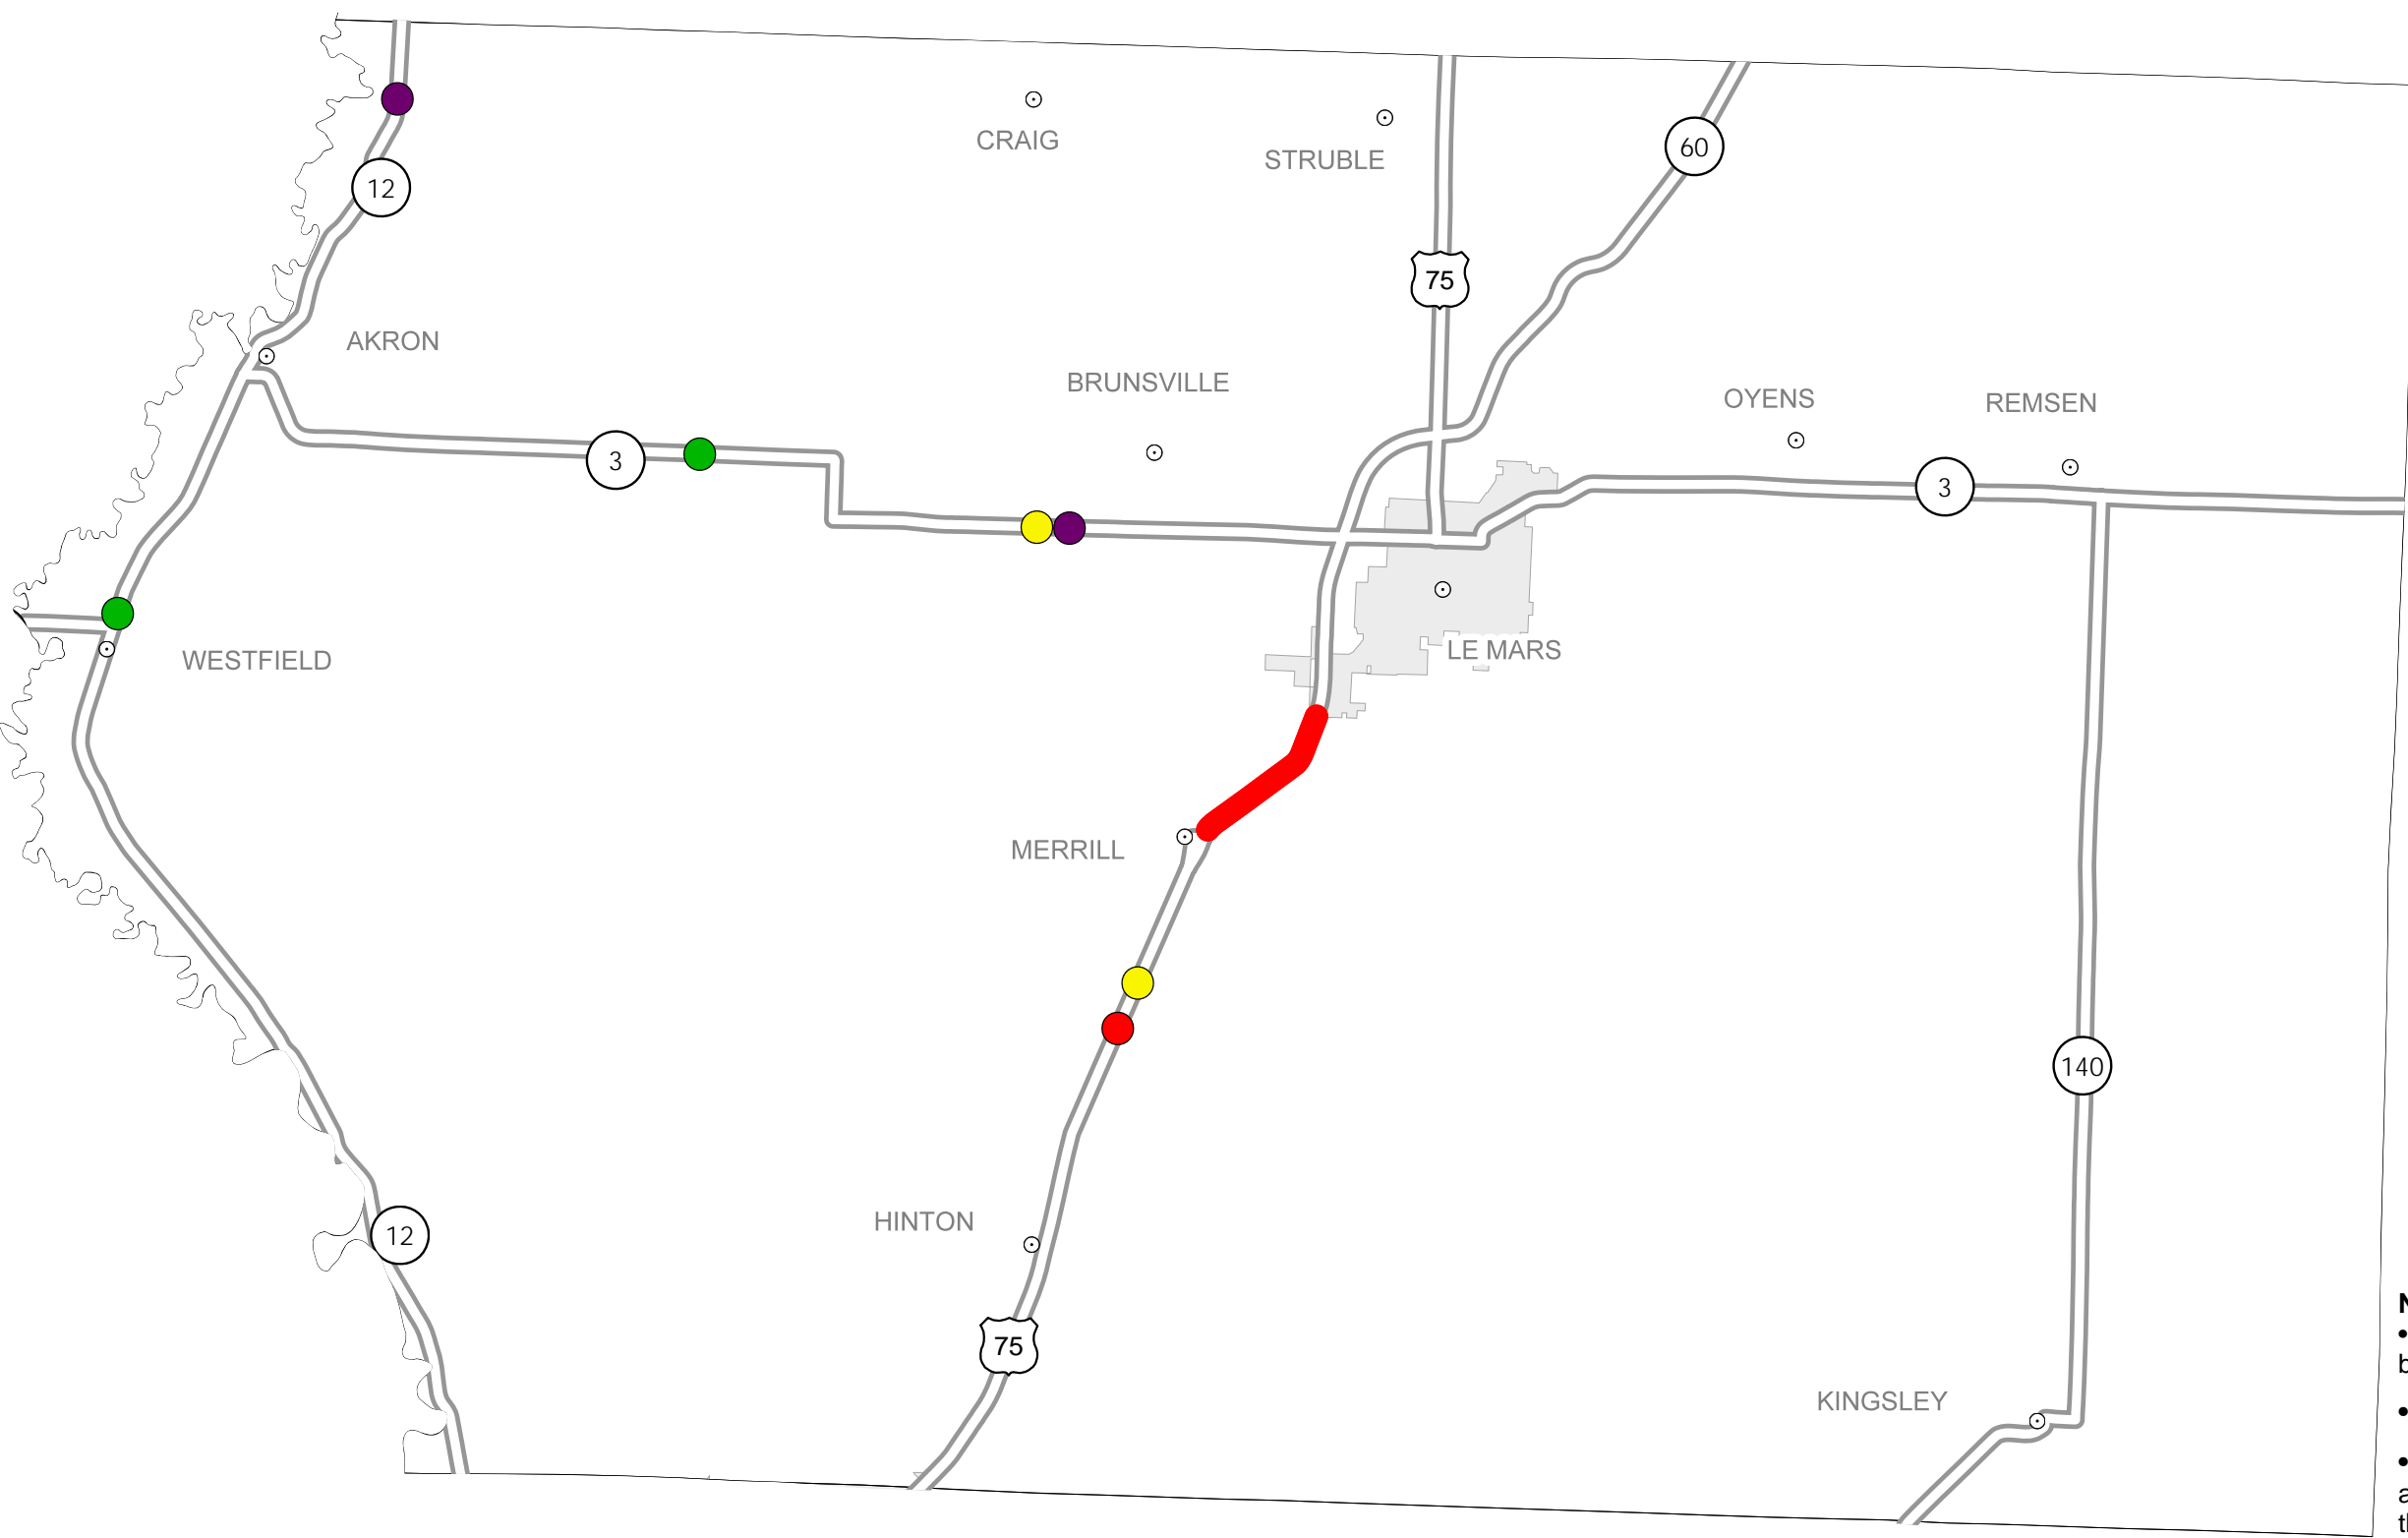 CRAIG
STRUBLE
60
12
75
AKRON
BRUNSVILLE
OYENS
REMSEN
3
3
WESTFIELD
LE MARS
MERRILL
140
HINTON
12
75
KINGSLEY